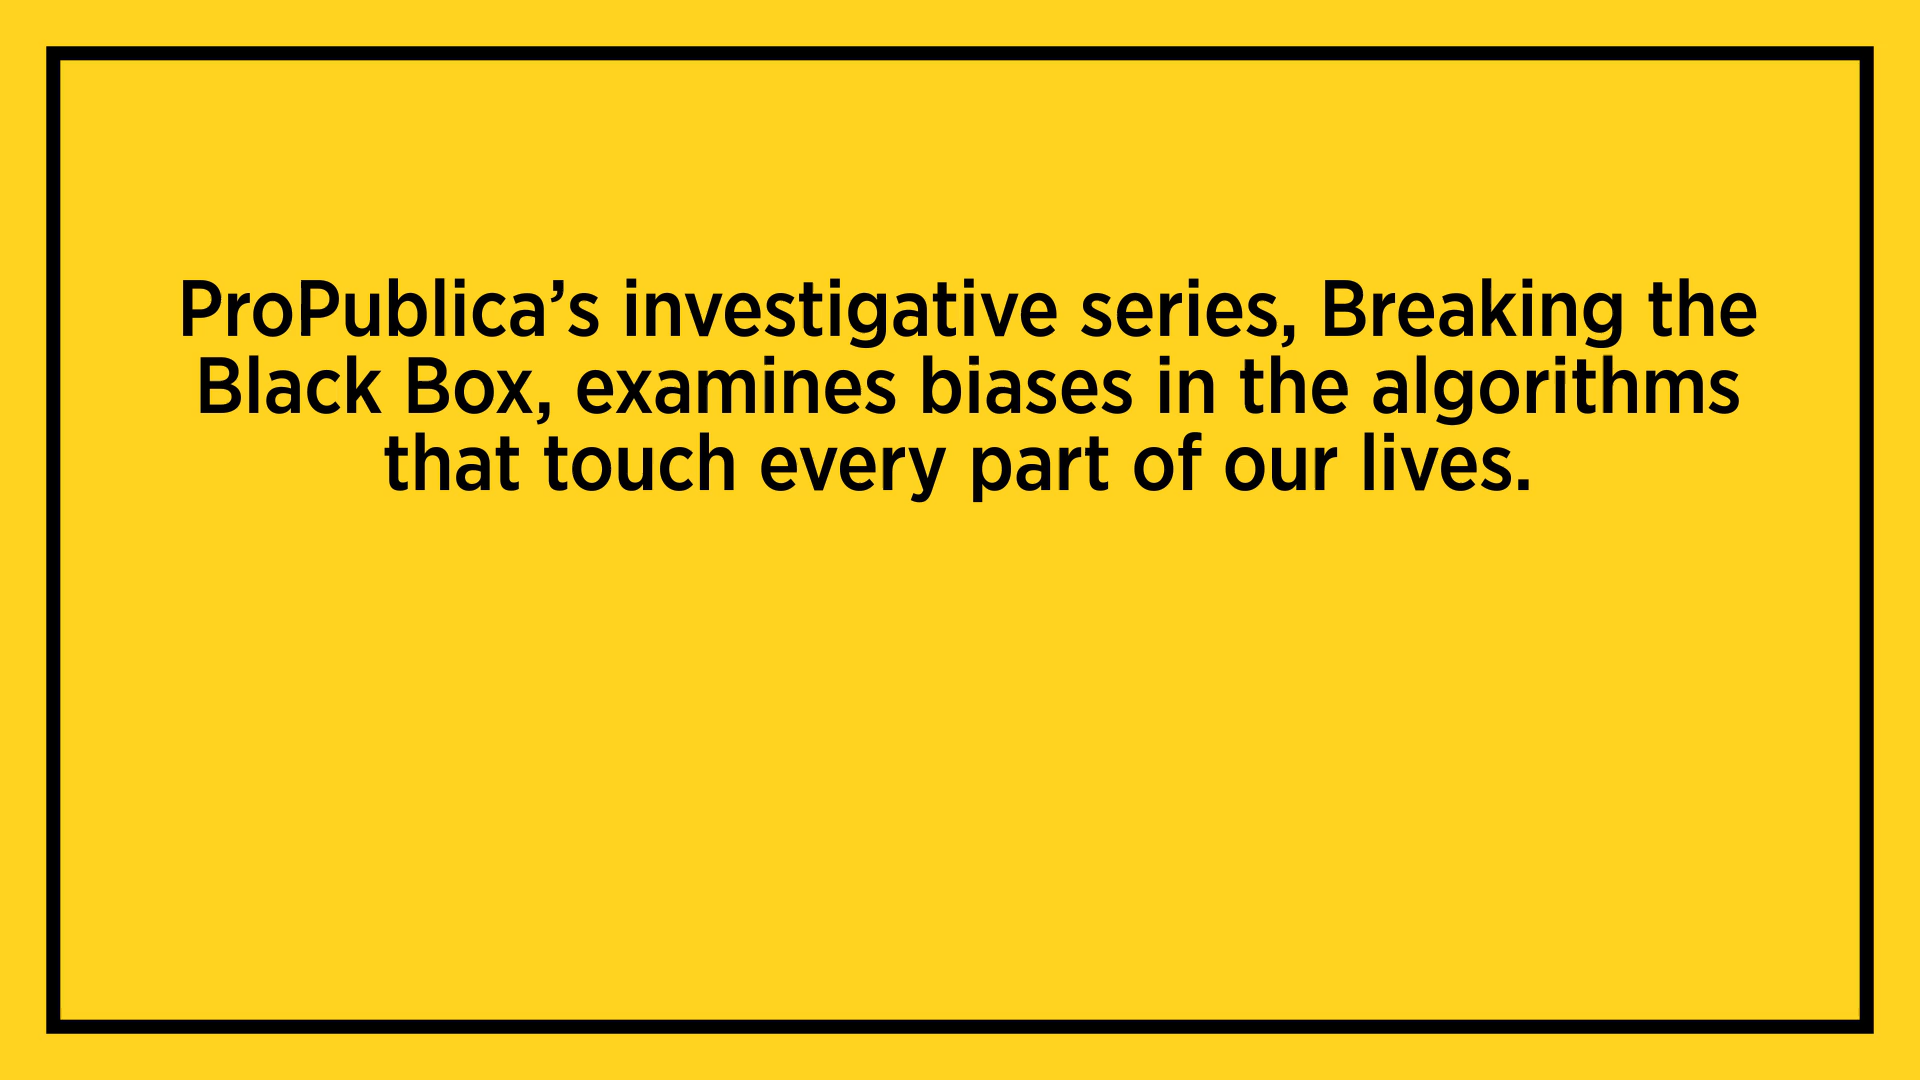 ProPublica’s investigative series, Breaking the
Black Box, examines biases in the algorithms
that touch every part of our lives.